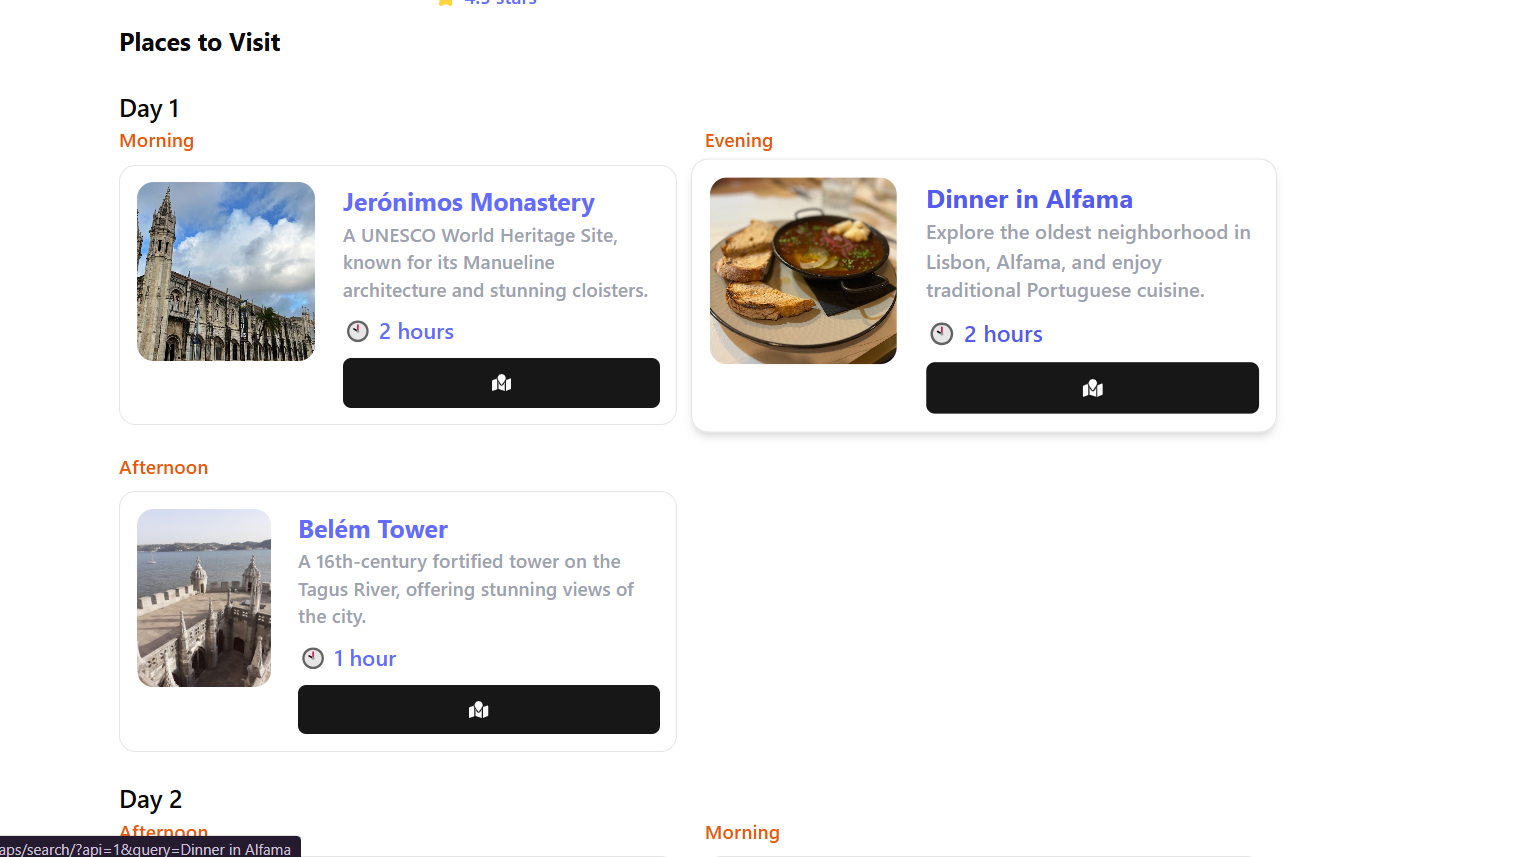 4.5 stars
Places to Visit
Day 1
Morning
Jerónimos Monastery
A UNESCO World Heritage Site,
known for its Manueline
architecture and stunning cloisters.
2 hours
Evening
Dinner in Alfama
Explore the oldest neighborhood in
Lisbon, Alfama, and enjoy
traditional Portuguese cuisine.
2 hours
Afternoon
Belém Tower
A 16th-century fortified tower on the
Tagus River, offering stunning views of
the city.
1 hour
Day 2
Afternoon
Morning
aps/search/?api=1&query=Dinner in Alfama